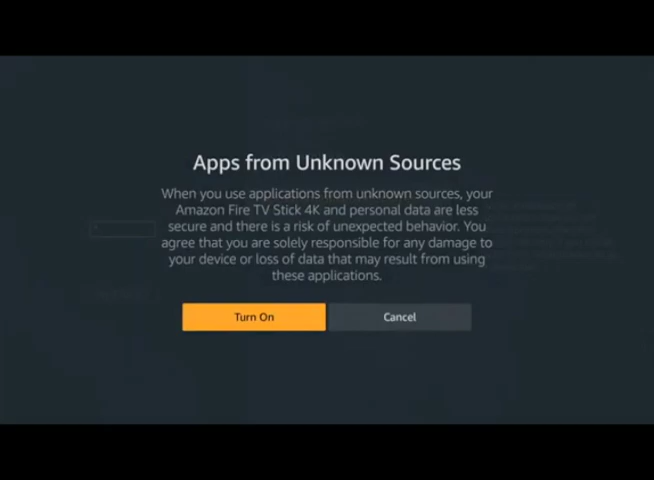 Apps from Unknown Sources
When you use applications from unknown sources, your
Amazon Fire TV Stick 4K and personal data are less
secure and there is a risk of unexpected behavior. You
agree that you are solely responsible for any damage to
your device or loss of data that may result from using
these applications.
Turn On
Cancel